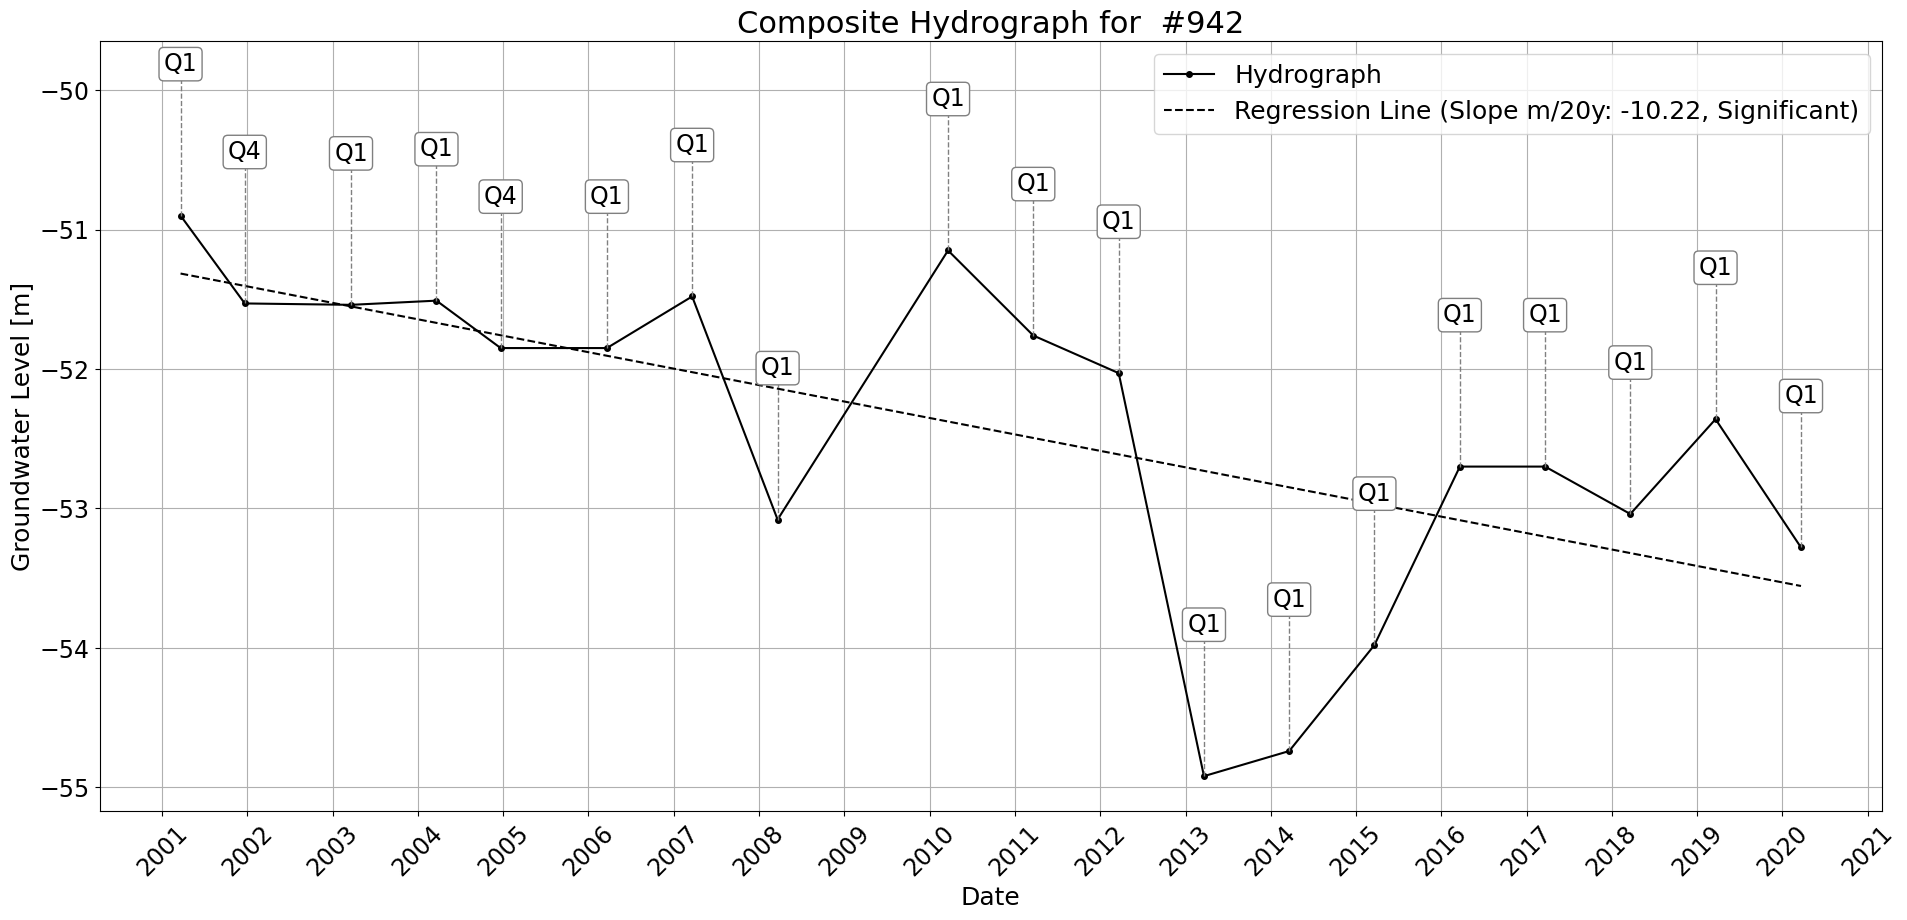 Composite Hydrograph for  #942
Hydrograph
Regression Line (Slope m/20y: -10.22, Significant)
Groundwater Level [m]
−50
−51
−52
−53
−54
−55
Q1
Q4
Q1
Q1
Q4
Q1
Q1
Q1
Q1
Q1
Q1
Q1
Q1
Q1
Q1
Q1
Q1
Q1
Q1
2001
2002
2003
2004
2005
2006
2007
2008
2009
2010
2011
2012
2013
2014
2015
2016
2017
2018
2019
2020
2021
Date